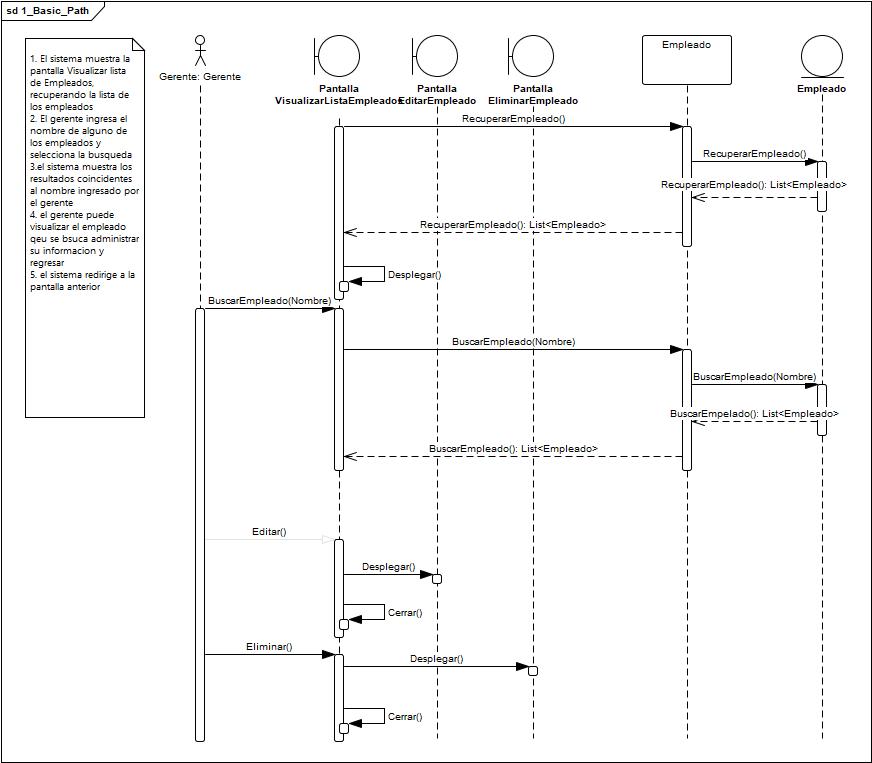 sd 1_Basic_Path
1. El sistema muestra la
pantalla Visualizar lista
de Empleados,
recuperando la lista de
los empleados
2. El gerente ingresa el
nombre de alguno de
los empleados y
selecciona la busqueda
3.el sistema muestra los
resultados coincidentes
al nombre ingresado por
el gerente
4. el gerente puede
visualizar el empleado
qeu se bsuca administrar
su informacion y
regresar
5. el sistema redirige a la
pantalla anterior
Gerente: Gerente
Pantalla
VisualizarListaEmpleados
Pantalla
EditarEmpleado
Pantalla
EliminarEmpleado
Empleado
Empleado
RecuperarEmpleado()
RecuperarEmpleado()
RecuperarEmpleado(): List<Empleado>
RecuperarEmpleado(): List<Empleado>
Desplegar()
BuscarEmpleado(Nombre)
BuscarEmpleado(Nombre)
BuscarEmpleado(Nombre)
BuscarEmpelado(): List<Empleado>
BuscarEmpleado(): List<Empleado>
Editar()
Desplegar()
Cerrar()
Eliminar()
Desplegar()
Cerrar()